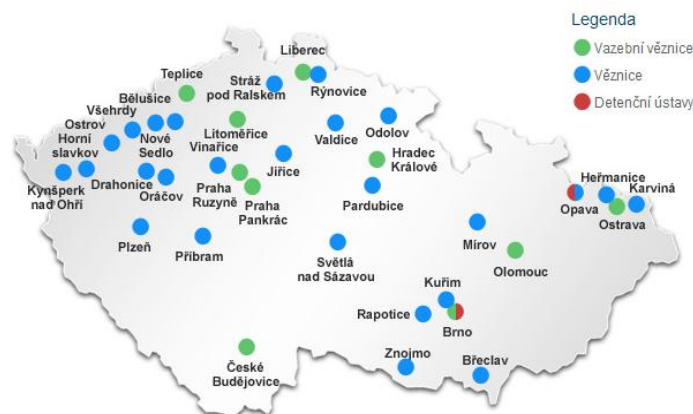 Legenda
Vazební věznice
Věznice
Detenční ústavy
Liberec
Teplice
Stráž
pod Ralskem
Rýnovice
Bělušice
Všehrdy
Ostrov
Horní
slavkov
Nové
Sedlo
Litoměřice
Vinařice
Valdice
Odolov
Hradec
Králové
Kynšperk
nad Ohří
Drahonice
Oráčov
Praha
Ruzyně
Jiřice
Praha
Pankrác
Pardubice
Heřmanice
Karviná
Opava
Ostrava
Plzeň
Příbram
Světlá
nad Sázavou
Mírov
Olomouc
Kuřim
Rapotice
Brno
České
Budějovice
Znojmo
Břeclav